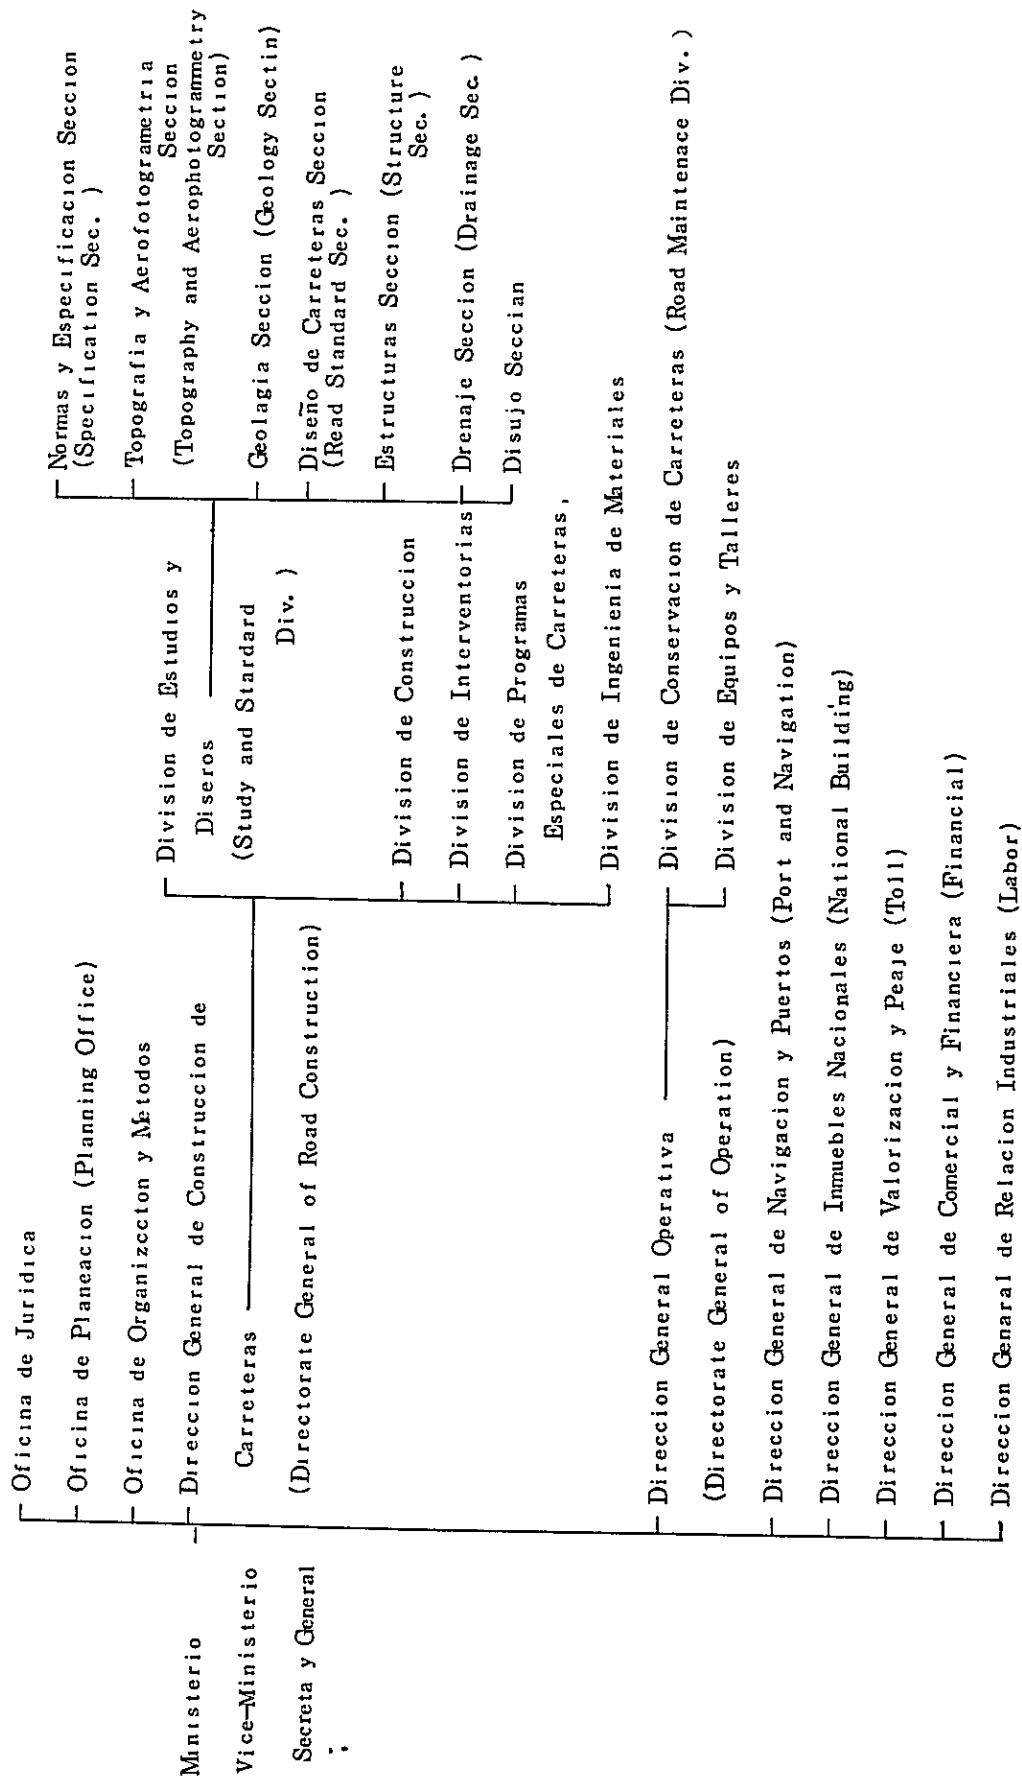 Ministerio
Vice-Ministerio
Secreta y General
Oficina de Juridica
Oficina de Planeacion (Planning Office)
Oficina de Organizccton y Metodos
Direccion General de Construccion de
Carreteras
(Directorate General of Road Construction)
Direccion General Operativa
(Directorate General of Operation)
Direccion General de Navigacion y Puertos (Port and Navigation)
Direccion General de Inmuebles Nacionales (National Building)
Direccion General de Valorizacion y Peaje (Toll)
Direccion General de Comercial y Financiera (Financial)
Direccion Genaral de Relacion Industriales (Labor)
Division de Estudios y
Diseros
(Study and Stardard
Div. )
Division de Construccion
Division de Interventorias
Division de Programas
Especiales de Carreteras,
Division de Ingenienia de Materiales
Division de Conservacion de Carreteras (Road Maintenace Div. )
Division de Equipos y Talleres
Normas y Especificacion Seccion
(Specification Sec. )
Topografia y Aerofotogrametria
Seccion
(Topography and Aerophotogrammetry
Section)
Geolagia Seccion (Geology Sectin)
Diseño de Carreteras Seccion
(Read Standard Sec. )
Estructuras Seccion (Structure
Sec. )
Drenaje Seccion (Drainage Sec. )
Disujo Seccian